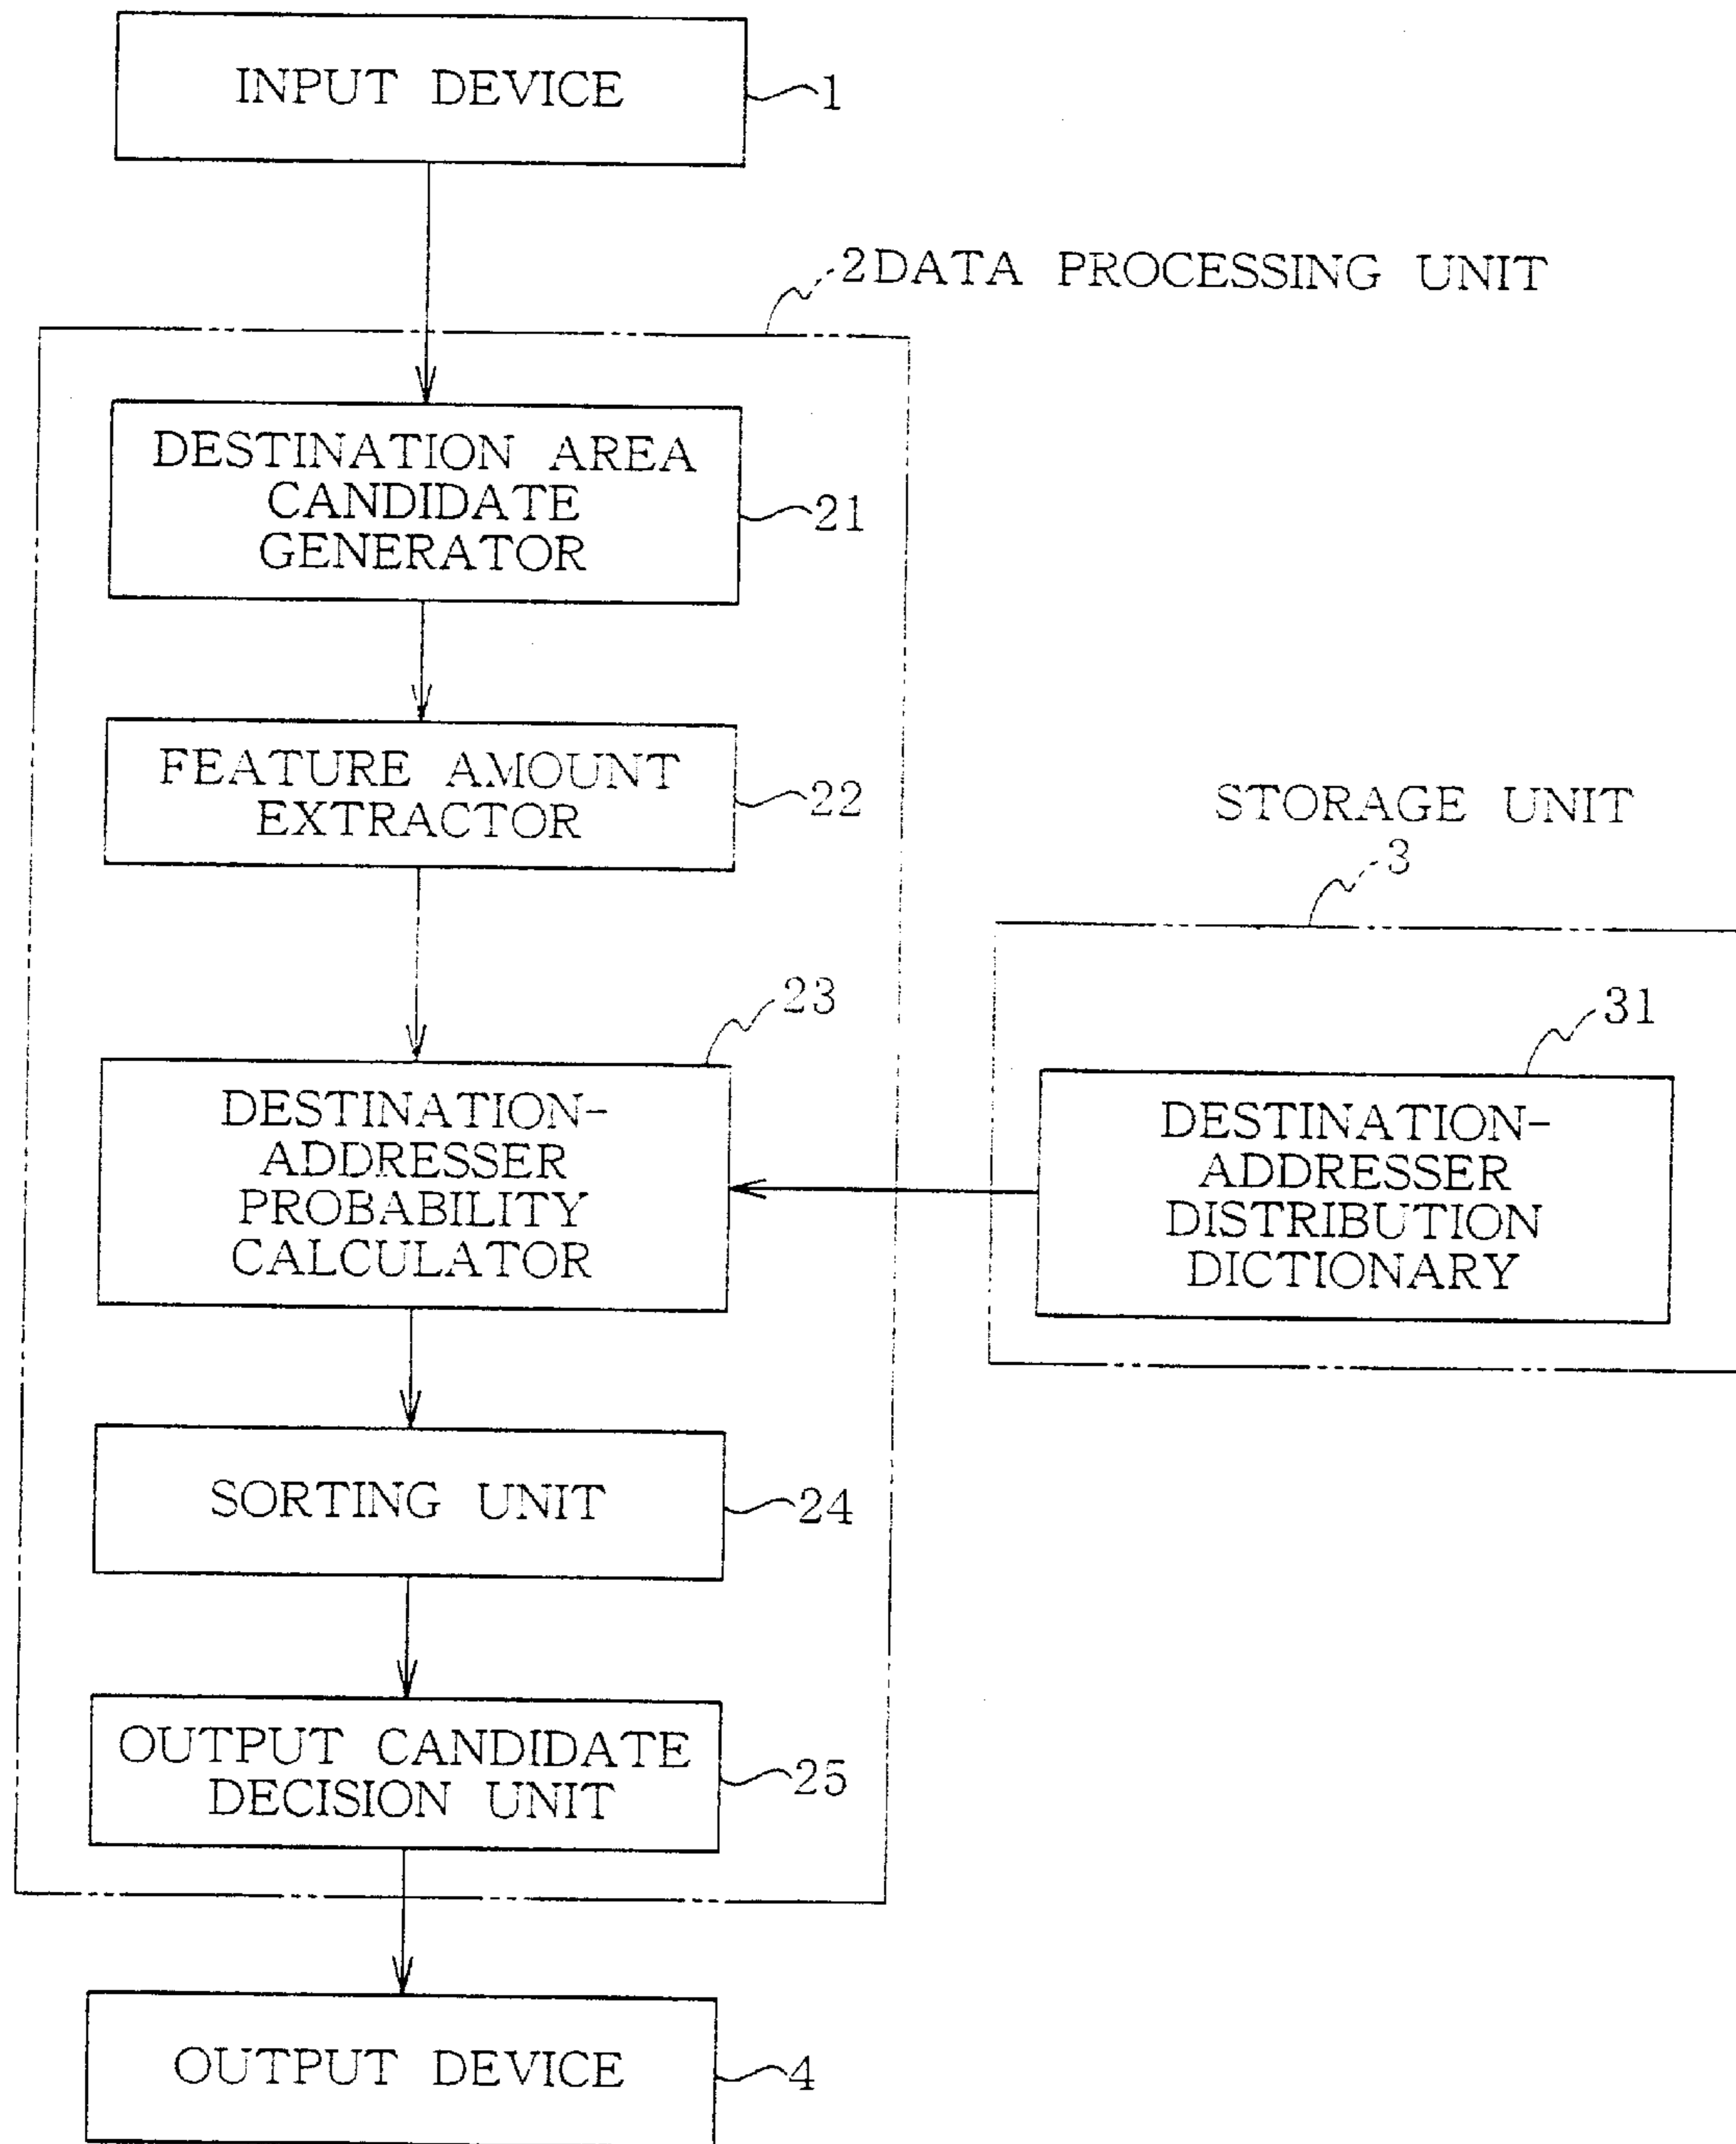 INPUT DEVICE
1
2DATA PROCESSING UNIT
DESTINATION AREA
CANDIDATE
GENERATOR
21
FEATURE AMOUNT
EXTRACTOR
22
STORAGE UNIT
3
23
DESTINATION-
ADDRESSER
PROBABILITY
CALCULATOR
31
DESTINATION-
ADDRESSER
DISTRIBUTION
DICTIONARY
SORTING UNIT
24
OUTPUT CANDIDATE
DECISION UNIT
25
OUTPUT DEVICE
4